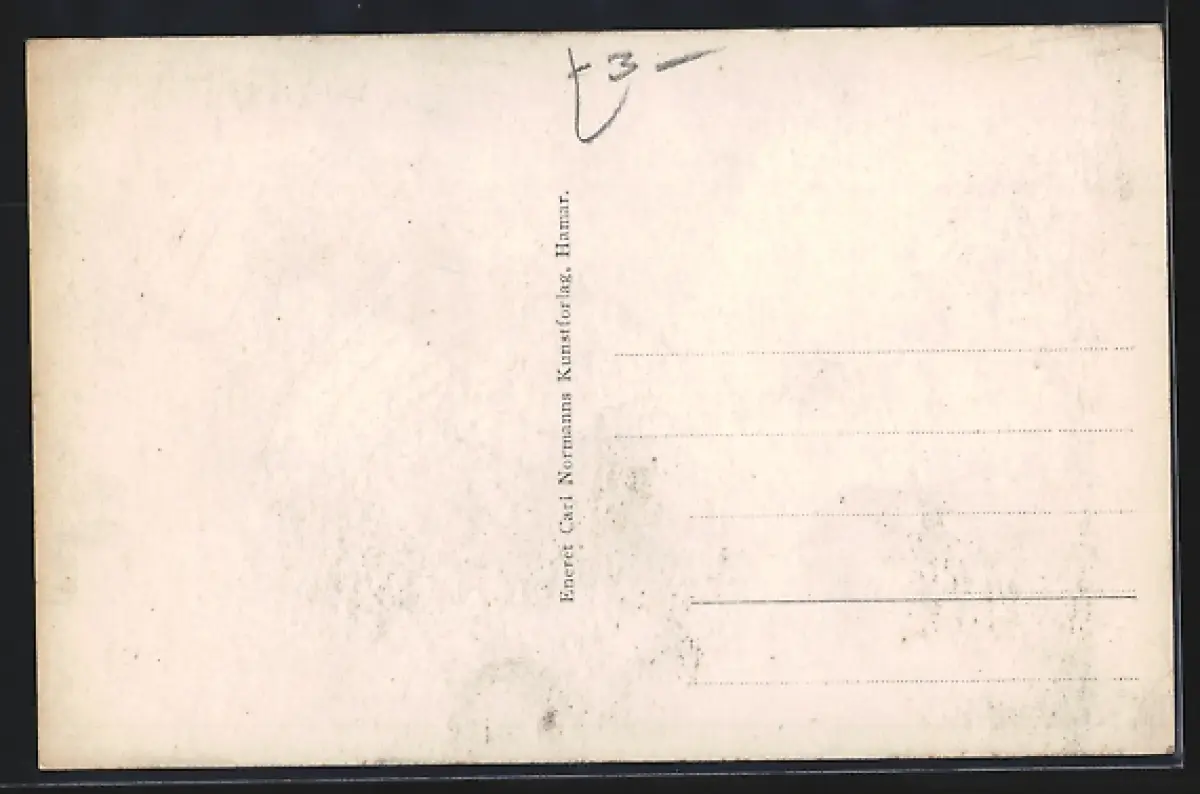 3 –
Eneret Carl Normanns Kunstforlag, Hamar.